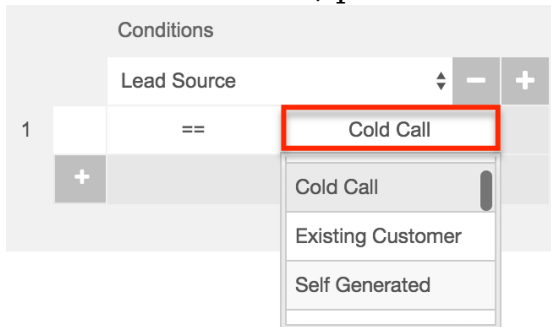 Conditions
Lead Source
1 == Cold Call
Cold Call
Existing Customer
Self Generated